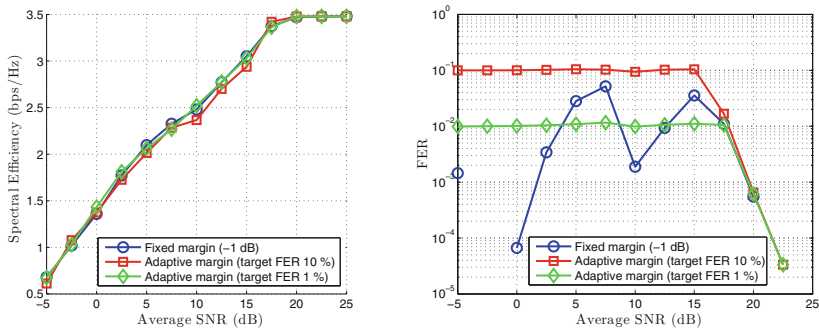 3.5
3
2.5
2
1.5
1
0.5
−5 0 5 10 15 20 25
Spectral Efficiency (bps/Hz)
Average SNR (dB)
Fixed margin (−1 dB)
Adaptive margin (target FER 10 %)
Adaptive margin (target FER 1 %)
10^0
10^−1
10^−2
10^−3
10^−4
10^−5
−5 0 5 10 15 20 25
FER
Average SNR (dB)
Fixed margin (−1 dB)
Adaptive margin (target FER 10 %)
Adaptive margin (target FER 1 %)